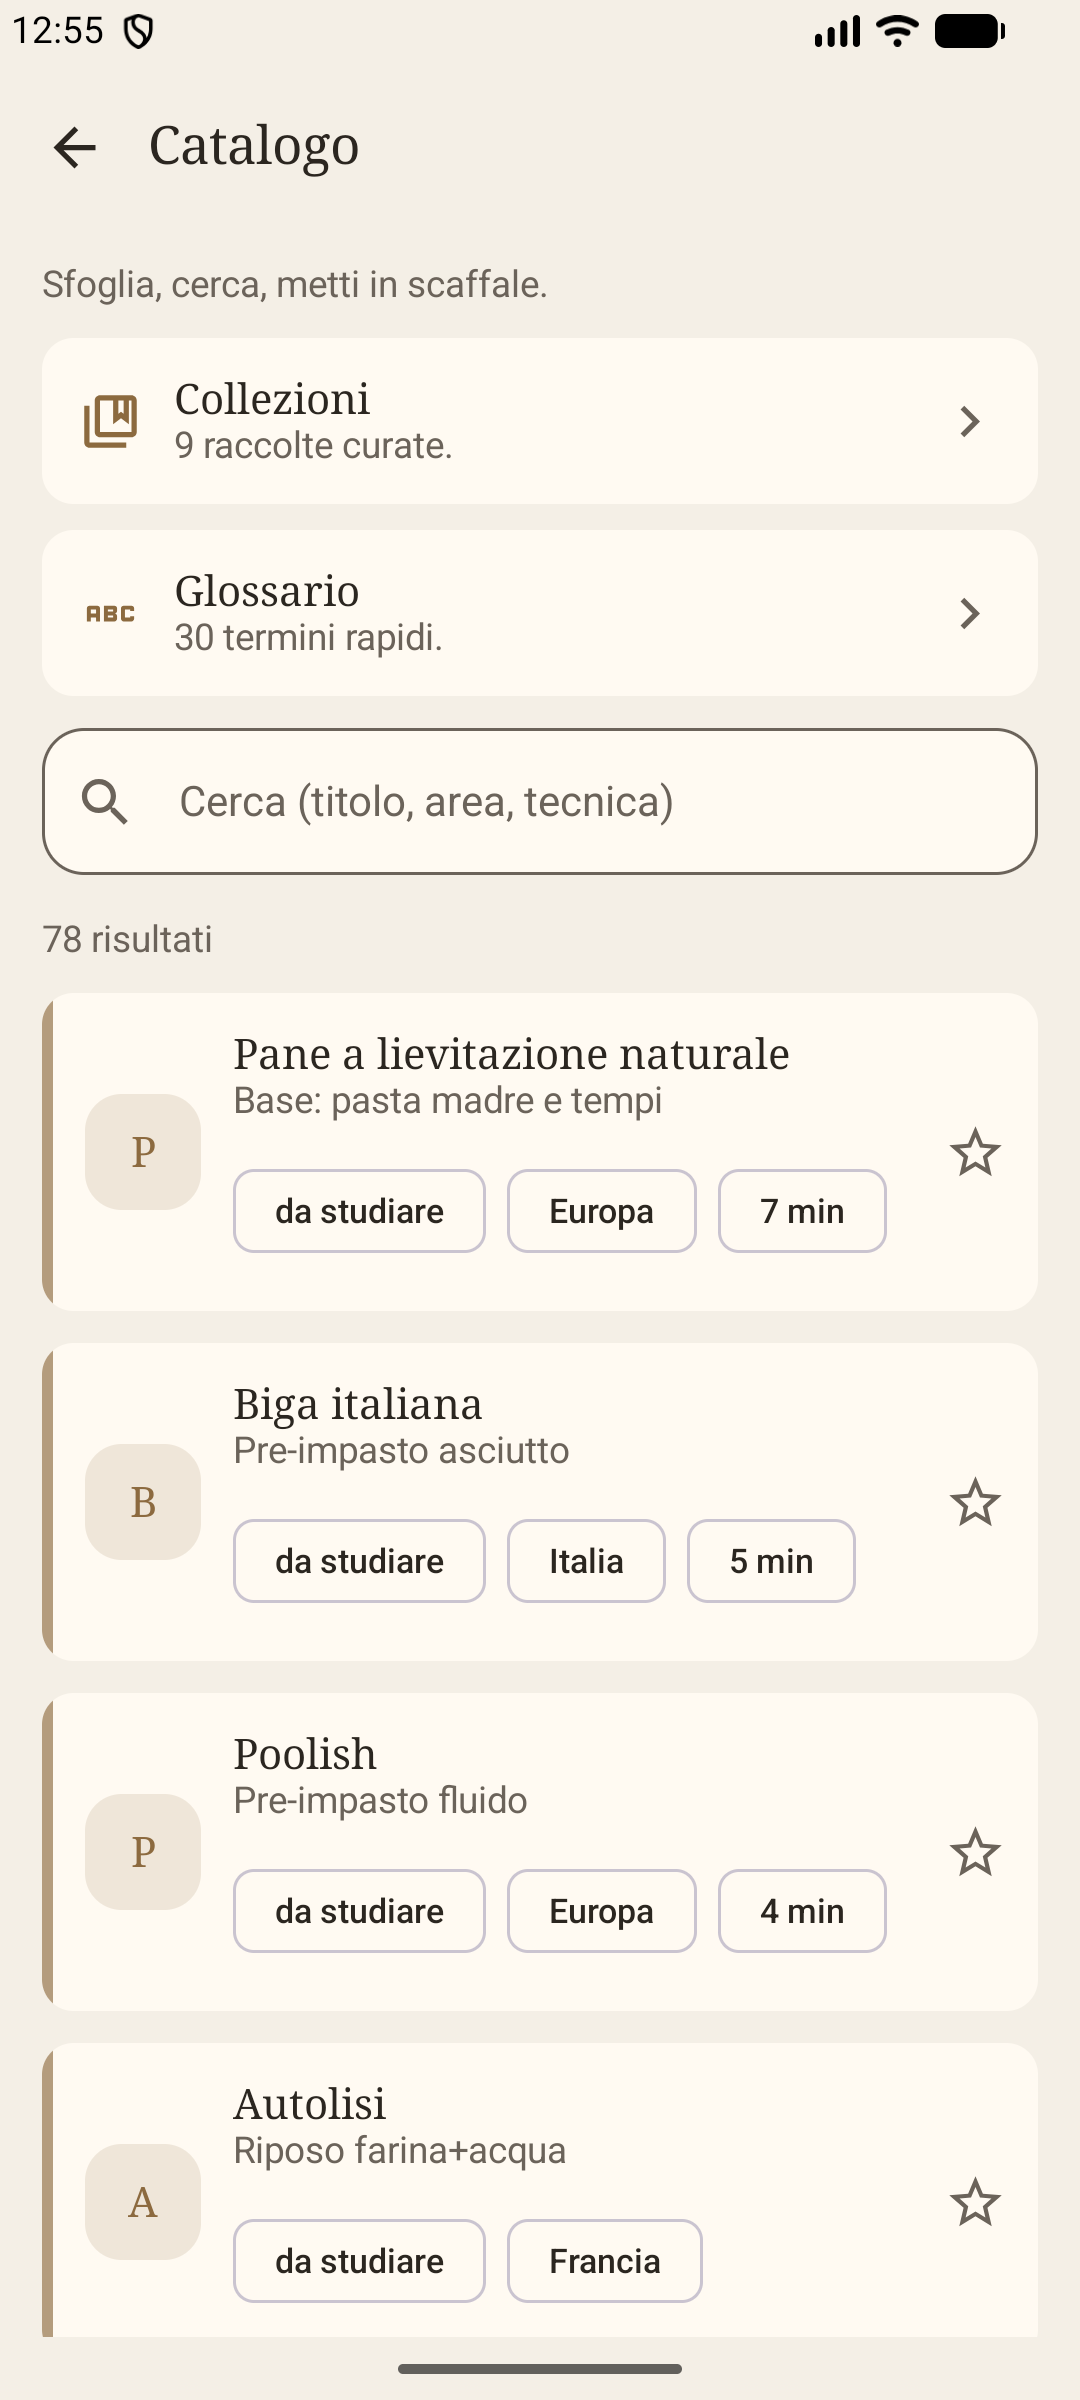 12:55
Catalogo
Sfoglia, cerca, metti in scaffale.
Collezioni
9 raccolte curate.
ABC
Glossario
30 termini rapidi.
Cerca (titolo, area, tecnica)
78 risultati
Pane a lievitazione naturale
Base: pasta madre e tempi
P
da studiare Europa 7 min
Biga italiana
Pre-impasto asciutto
B
da studiare Italia 5 min
Poolish
Pre-impasto fluido
P
da studiare Europa 4 min
Autolisi
Riposo farina+acqua
A
da studiare Francia